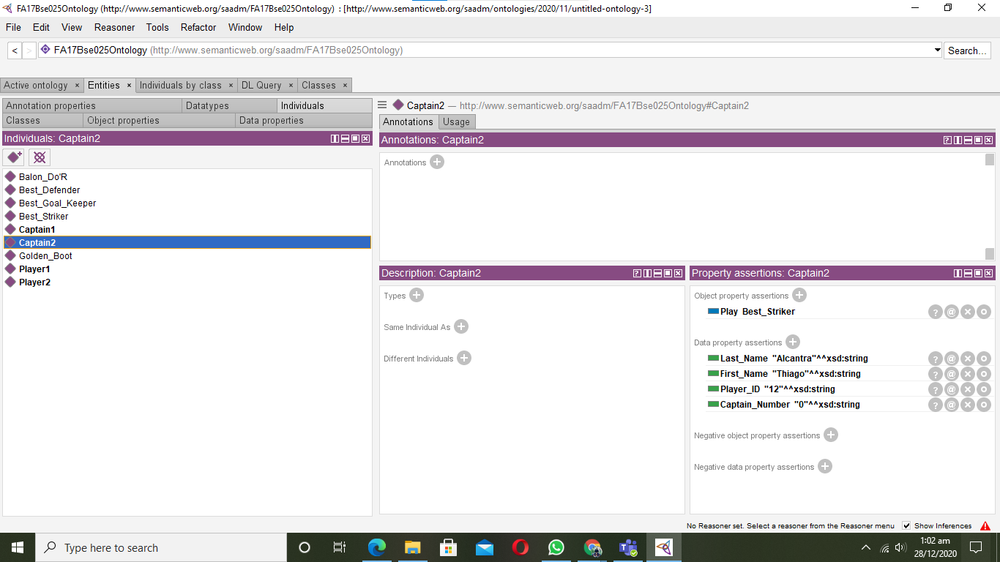 FA17Bse025Ontology (http://www.semanticweb.org/saadm/FA17Bse025Ontology) : [http://www.semanticweb.org/saadm/ontologies/2020/11/untitled-ontology-3]
File Edit View Reasoner Tools Refactor Window Help
< > FA17Bse025Ontology (http://www.semanticweb.org/saadm/FA17Bse025Ontology) Search...
Active ontology × Entities × Individuals by class × DL Query × Classes ×
Annotation properties Datatypes Individuals
Classes Object properties Data properties
Individuals: Captain2
Balon_Do'R
Best_Defender
Best_Goal_Keeper
Best_Striker
Captain1
Captain2
Golden_Boot
Player1
Player2
Captain2 — http://www.semanticweb.org/saadm/FA17Bse025Ontology#Captain2
Annotations Usage
Annotations: Captain2
Annotations
Description: Captain2
Types
Same Individual As
Different Individuals
Property assertions: Captain2
Object property assertions
Play Best_Striker
Data property assertions
Last_Name "Alcantra"^^xsd:string
First_Name "Thiago"^^xsd:string
Player_ID "12"^^xsd:string
Captain_Number "0"^^xsd:string
Negative object property assertions
Negative data property assertions
No Reasoner set. Select a reasoner from the Reasoner menu Show Inferences
Type here to search
1:02 am
28/12/2020